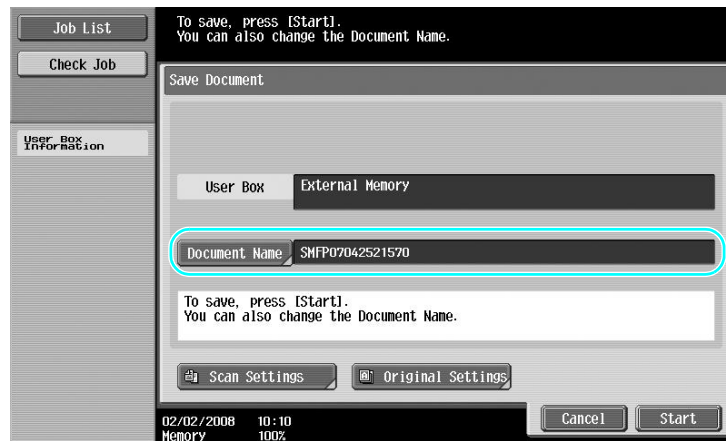 Job List
Check Job
User Box
Information
To save, press [Start].
You can also change the Document Name.
Save Document
User Box
External Memory
Document Name
SMFP07042521570
To save, press [Start].
You can also change the Document Name.
Scan Settings
Original Settings
02/02/2008 10:10
Memory 100%
Cancel
Start